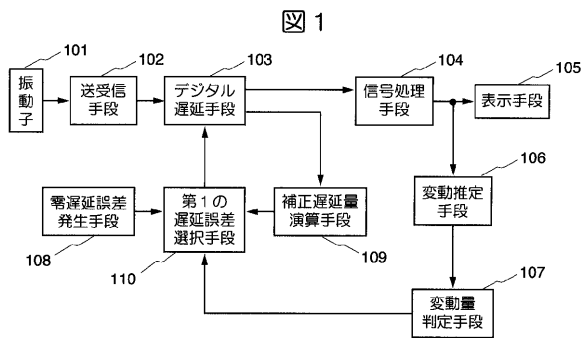 図1
101
振
動
子
102
送受信
手段
103
デジタル
遅延手段
104
信号処理
手段
105
表示手段
106
変動推定
手段
零遅延誤差
発生手段
108
第1の
遅延誤差
選択手段
110
補正遅延量
演算手段
109
107
変動量
判定手段